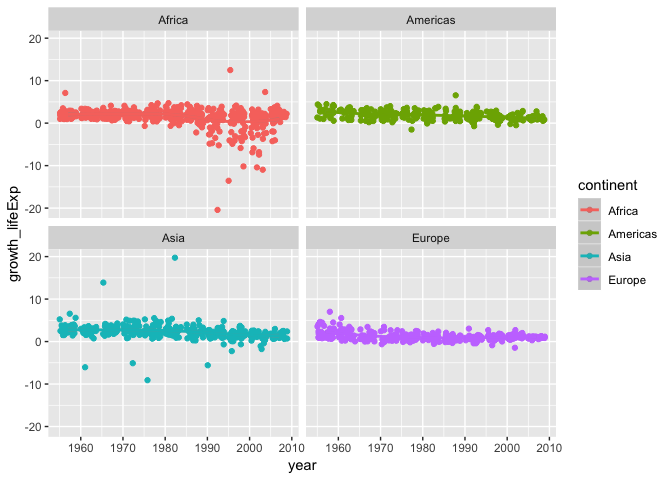 Africa
Americas
20
10
0
-10
-20
Asia
Europe
20
10
0
-10
-20
1960 1970 1980 1990 2000 2010
1960 1970 1980 1990 2000 2010
year
growth_lifeExp
continent
Africa
Americas
Asia
Europe